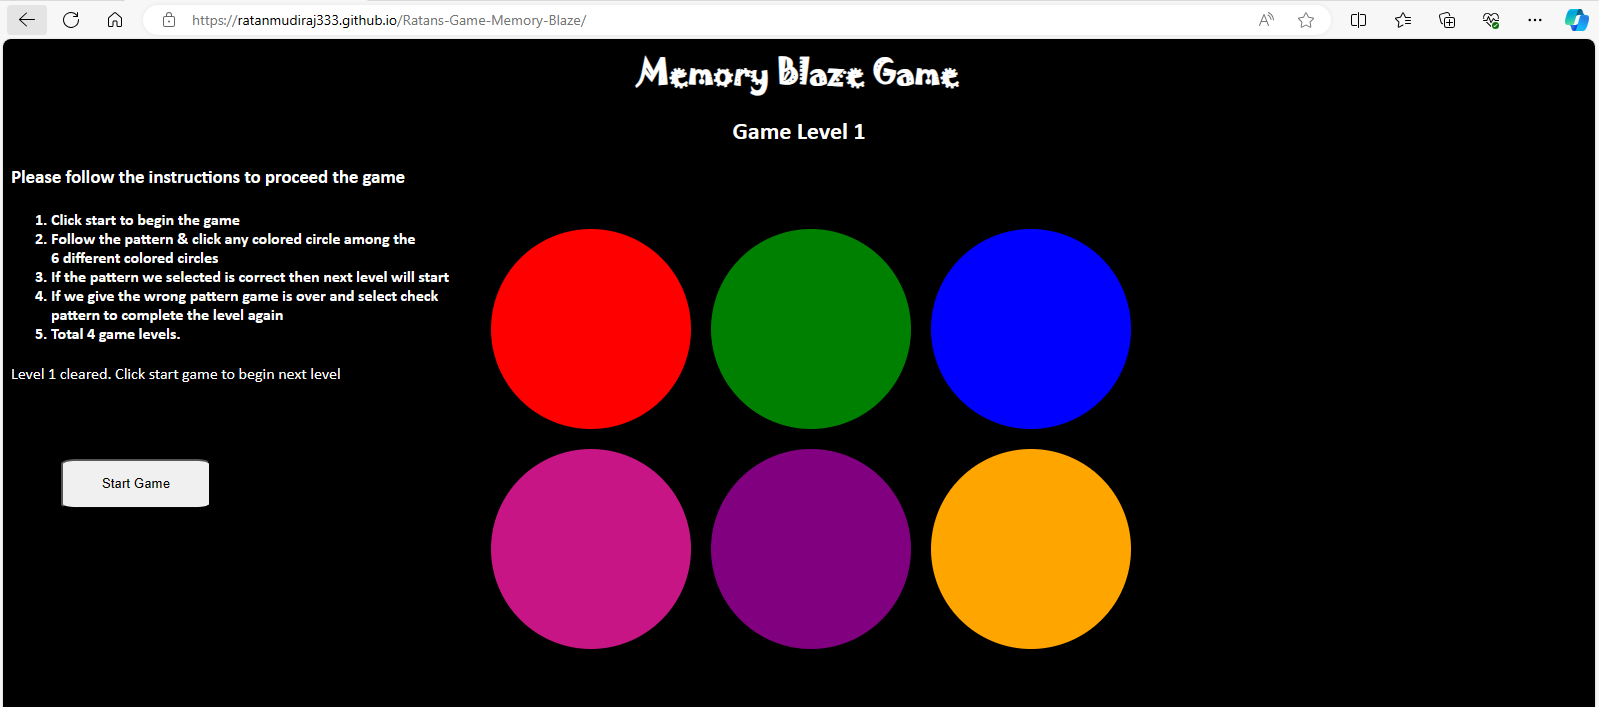 https://ratanmudiraj333.github.io/Ratans-Game-Memory-Blaze/
Memory Blaze Game
Game Level 1
Please follow the instructions to proceed the game
1. Click start to begin the game
2. Follow the pattern & click any colored circle among the
6 different colored circles
3. If the pattern we selected is correct then next level will start
4. If we give the wrong pattern game is over and select check
pattern to complete the level again
5. Total 4 game levels.
Level 1 cleared. Click start game to begin next level
Start Game